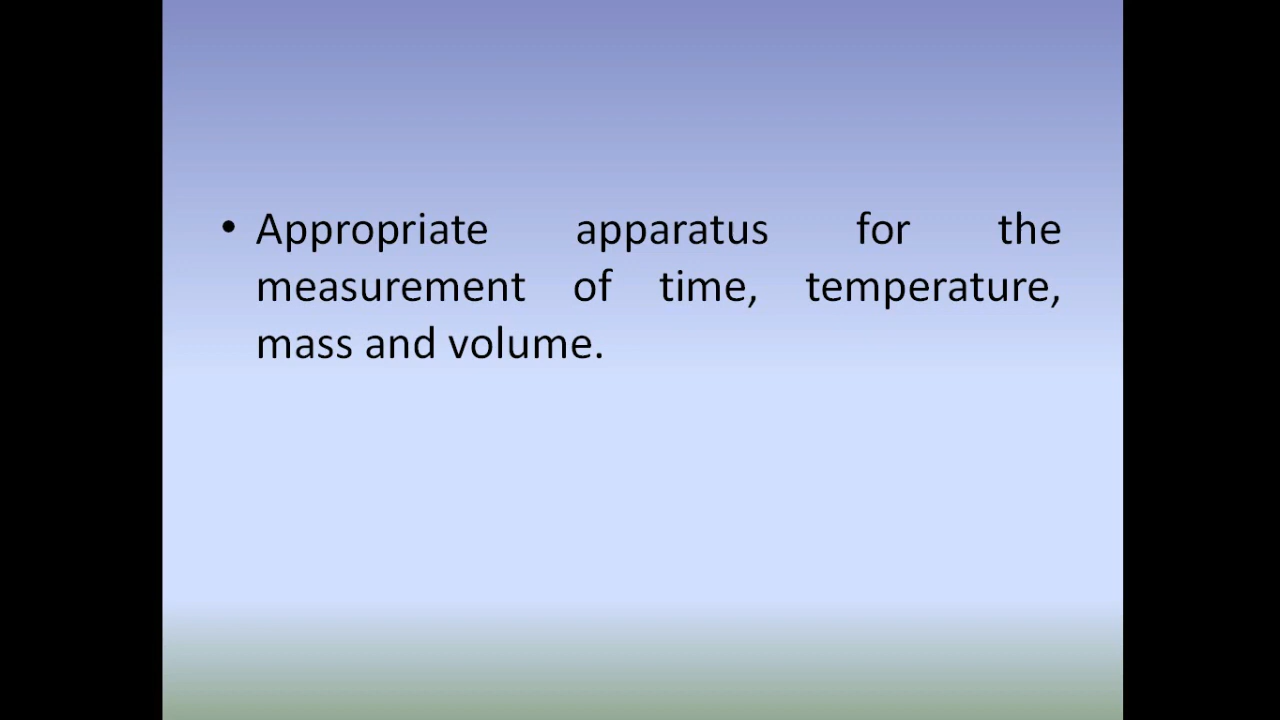 • Appropriate apparatus for the
measurement of time, temperature,
mass and volume.